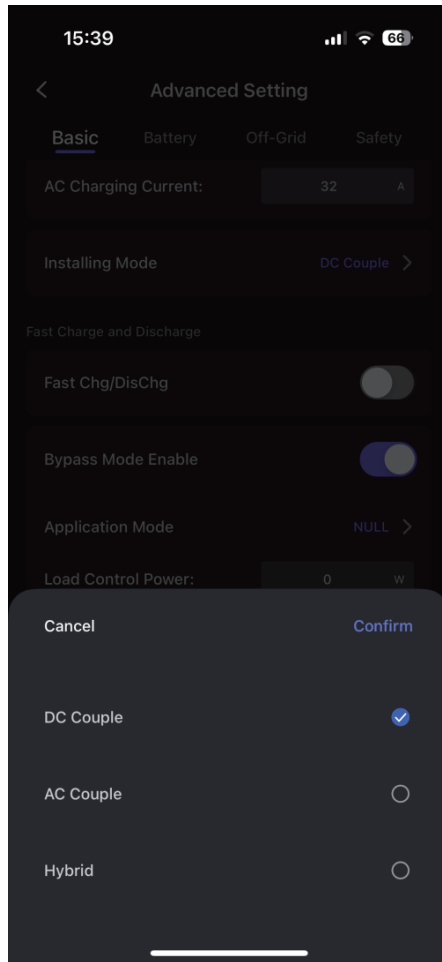 15:39 66
Advanced Setting
Basic Battery Off-Grid Safety
AC Charging Current: 32 A
Installing Mode DC Couple
Fast Charge and Discharge
Fast Chg/DisChg
Bypass Mode Enable
Application Mode NULL
Load Control Power: 0 W
Cancel Confirm
DC Couple
AC Couple
Hybrid